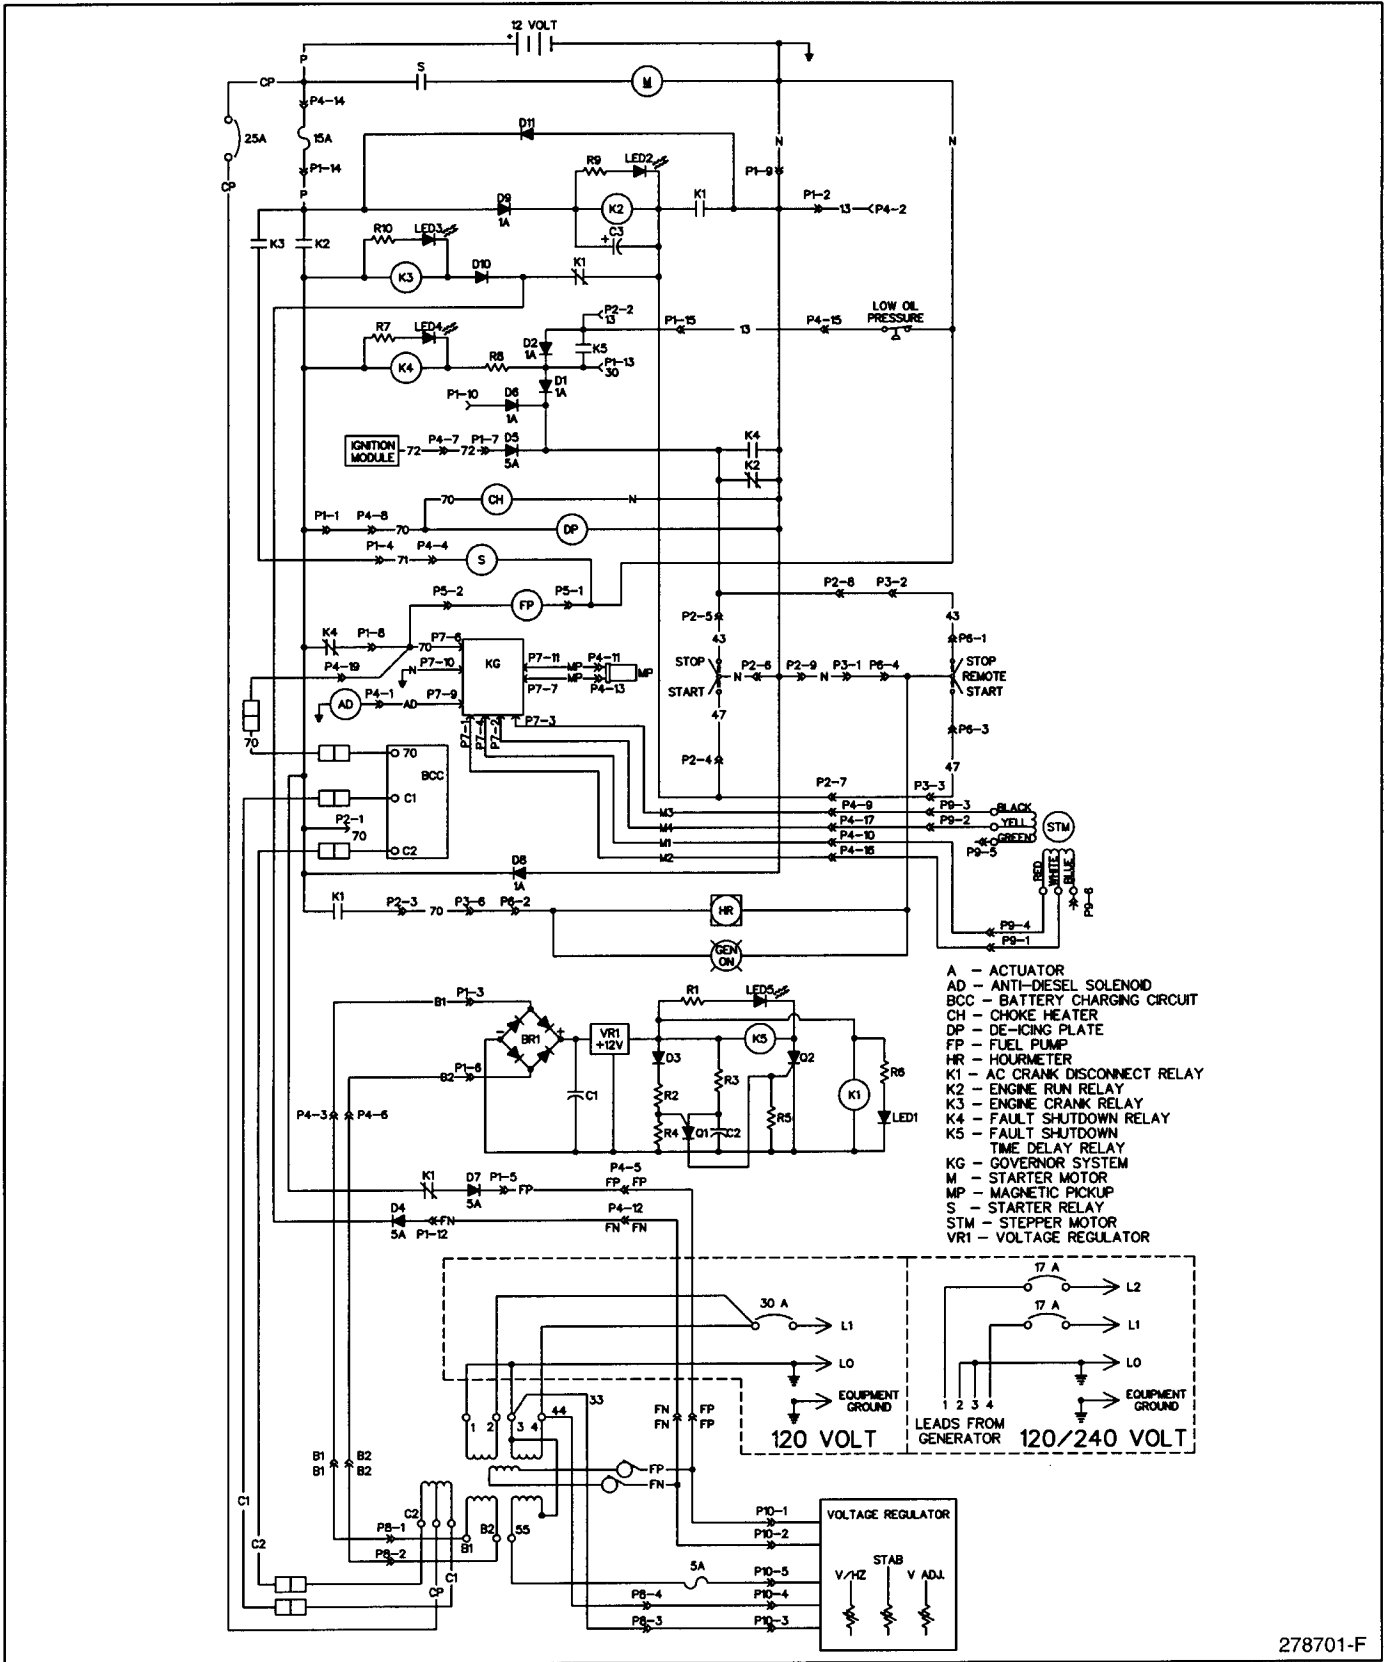 12 VOLT
+
P
S
CP
M
P4-14
25A
15A
D11
N
N
P1-14
R9
LED2
P1-9
CP
P
D9
K1
P1-2
1A
K2
13
P4-2
R10
LED3
C3
+
K3
K2
D10
K1
K3
P2-2
13
P1-15
13
P4-15
LOW OIL
PRESSURE
R7
LED4
D2
1A
K5
R8
K4
P1-13
30
D1
1A
P1-10
D6
1A
IGNITION
MODULE
72
P4-7
72
P1-7
D5
5A
K4
K2
70
CH
N
P1-1
P4-8
70
DP
P1-4
71
P4-4
S
P2-8
P3-2
P5-2
FP
P5-1
P2-5
43
43
K4
P1-8
70
P7-6
KG
P7-11
MP
P4-11
P6-1
P4-19
N
P7-10
P7-7
MP
P4-13
MP
STOP
START
N
P2-6
P2-9
N
P3-1
P6-4
STOP
REMOTE
START
AD
P4-1
AD
P7-9
P7-1
P7-4
P7-2
P7-3
47
P6-3
70
70
BCC
P2-4
47
C1
P2-7
P3-3
M3
P4-9
P9-3
BLACK
P2-1
70
M4
P4-17
P9-2
YELL
STM
M1
P4-10
GREEN
P9-5
C2
M2
P4-16
D8
1A
RED
WHITE
BLUE
P9-6
K1
P2-3
70
P3-6
P6-2
HR
P9-4
GEN
ON
P9-1
A - ACTUATOR
AD - ANTI-DIESEL SOLENOID
BCC - BATTERY CHARGING CIRCUIT
CH - CHOKE HEATER
DP - DE-ICING PLATE
FP - FUEL PUMP
HR - HOURMETER
K1 - AC CRANK DISCONNECT RELAY
K2 - ENGINE RUN RELAY
K3 - ENGINE CRANK RELAY
K4 - FAULT SHUTDOWN RELAY
K5 - FAULT SHUTDOWN
TIME DELAY RELAY
KG - GOVERNOR SYSTEM
M - STARTER MOTOR
MP - MAGNETIC PICKUP
S - STARTER RELAY
STM - STEPPER MOTOR
VR1 - VOLTAGE REGULATOR
B1
P1-3
R1
LED5
-
BR1
+
VR1
+12V
K5
D3
Q2
B2
P1-6
C1
R2
R3
K1
R6
P4-3
P4-6
R4
Q1
C2
R5
LED1
K1
D7
5A
P1-5
FP
P4-5
FP FP
D4
5A
P1-12
FN
P4-12
FN FN
17 A
L2
30 A
L1
17 A
L1
LO
LO
33
EQUIPMENT
GROUND
EQUIPMENT
GROUND
1
2
3
4
44
FN
FN
FP
FP
1 2 3 4
LEADS FROM
GENERATOR
120 VOLT
120/240 VOLT
B1
B1
B2
B2
FP
FN
C1
C2
C2
B2
55
P8-1
B1
P8-2
C1
CP
P10-1
P10-2
VOLTAGE REGULATOR
5A
P10-5
V/HZ
STAB
V ADJ.
P8-4
P10-4
P8-3
P10-3
278701-F